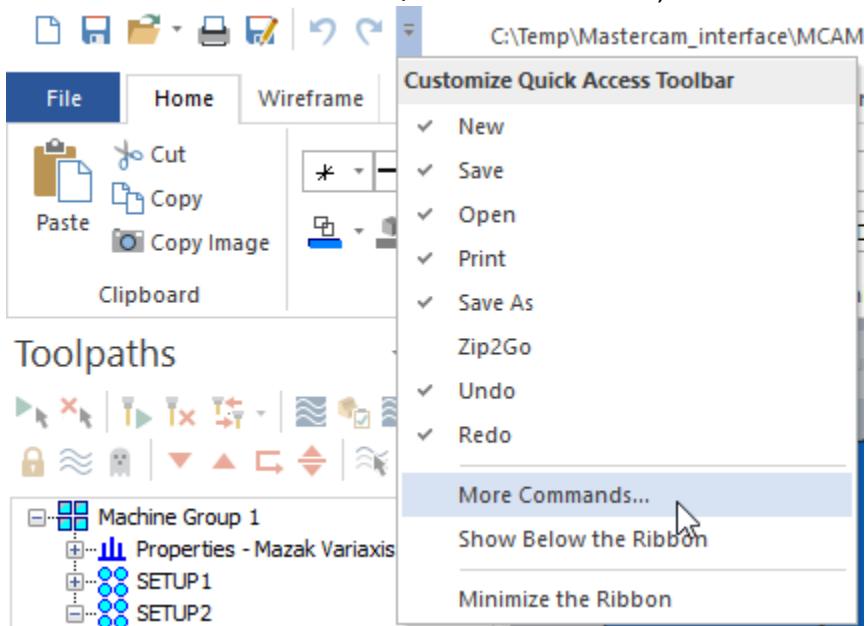 C:\Temp\Mastercam_interface\MCAM
Customize Quick Access Toolbar
File Home Wireframe
New
Cut
Save
Copy
Open
Paste
Copy Image
Print
Clipboard
Save As
Toolpaths
Zip2Go
Undo
Redo
More Commands...
Machine Group 1
Show Below the Ribbon
Properties - Mazak Variaxis
SETUP1
Minimize the Ribbon
SETUP2